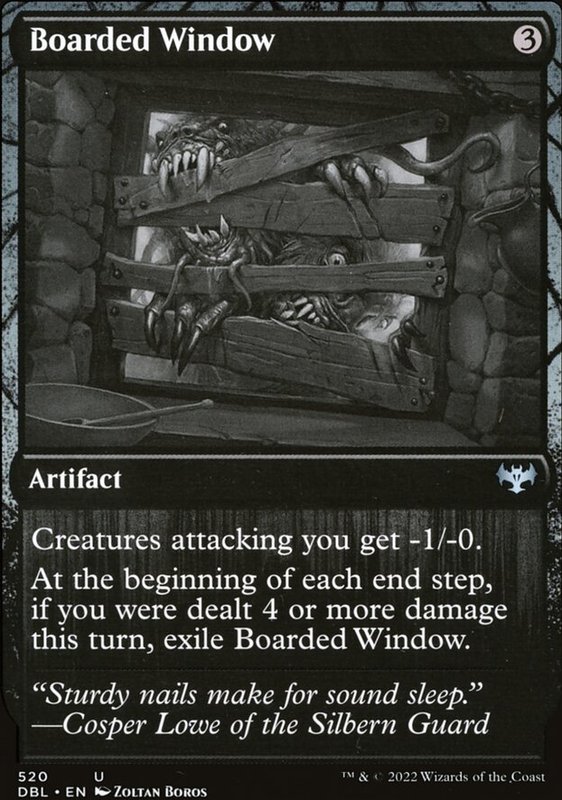 Boarded Window 3
Artifact
Creatures attacking you get -1/-0.
At the beginning of each end step,
if you were dealt 4 or more damage
this turn, exile Boarded Window.
“Sturdy nails make for sound sleep.”
—Cosper Lowe of the Silbern Guard
520 U
DBL • EN Zoltan Boros
™ & © 2022 Wizards of the Coast